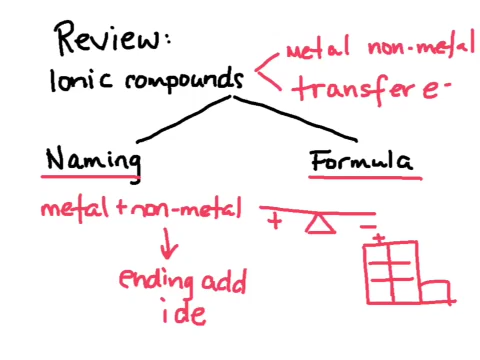 Review:
Ionic compounds
metal non-metal
transfer e-
Naming
metal + non-metal
ending add
ide
Formula
+ -
+